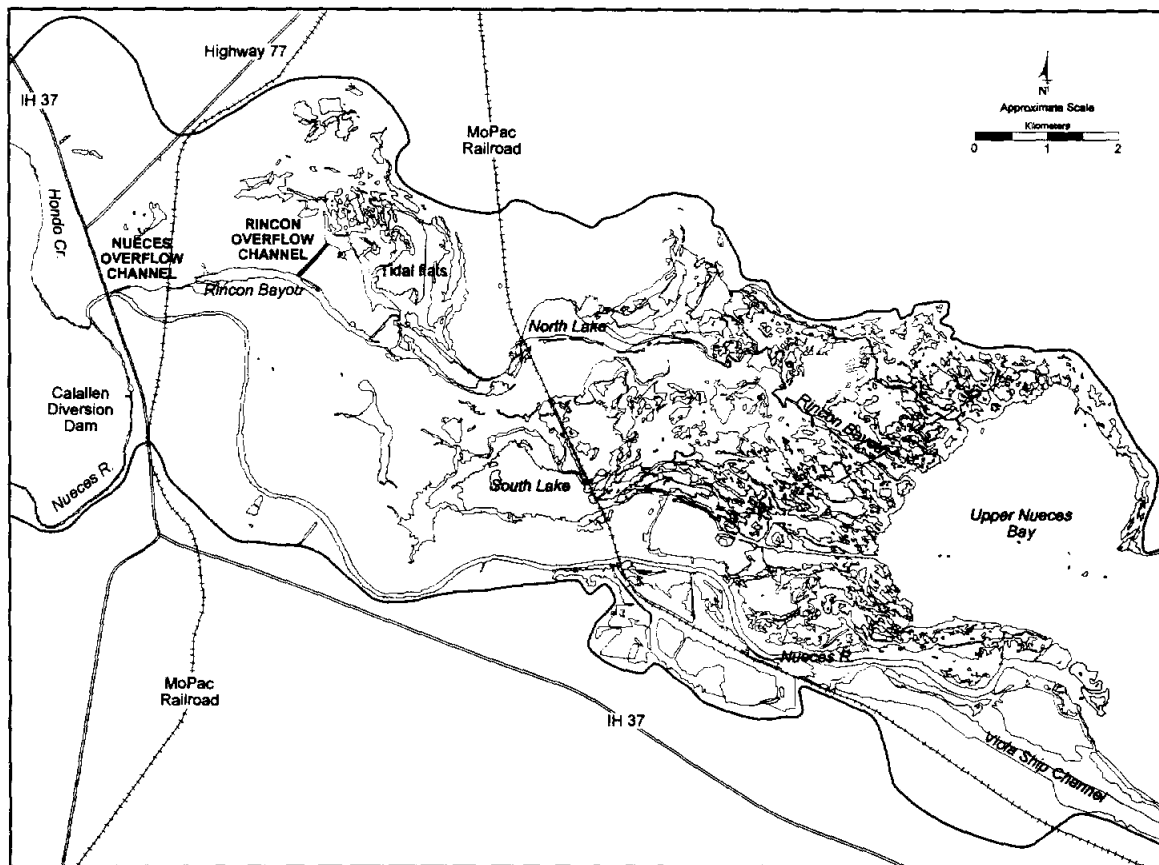 Highway 77
IH 37
N
Approximate Scale
Kilometers
0 1 2
MoPac
Railroad
Hondo Cr.
NUECES
OVERFLOW
CHANNEL
RINCON
OVERFLOW
CHANNEL
Tidal flats
Rincon Bayou
North Lake
Calallen
Diversion
Dam
Rincon Bayou
Nueces R.
South Lake
Upper Nueces
Bay
Nueces R.
MoPac
Railroad
IH 37
Viola Ship Channel